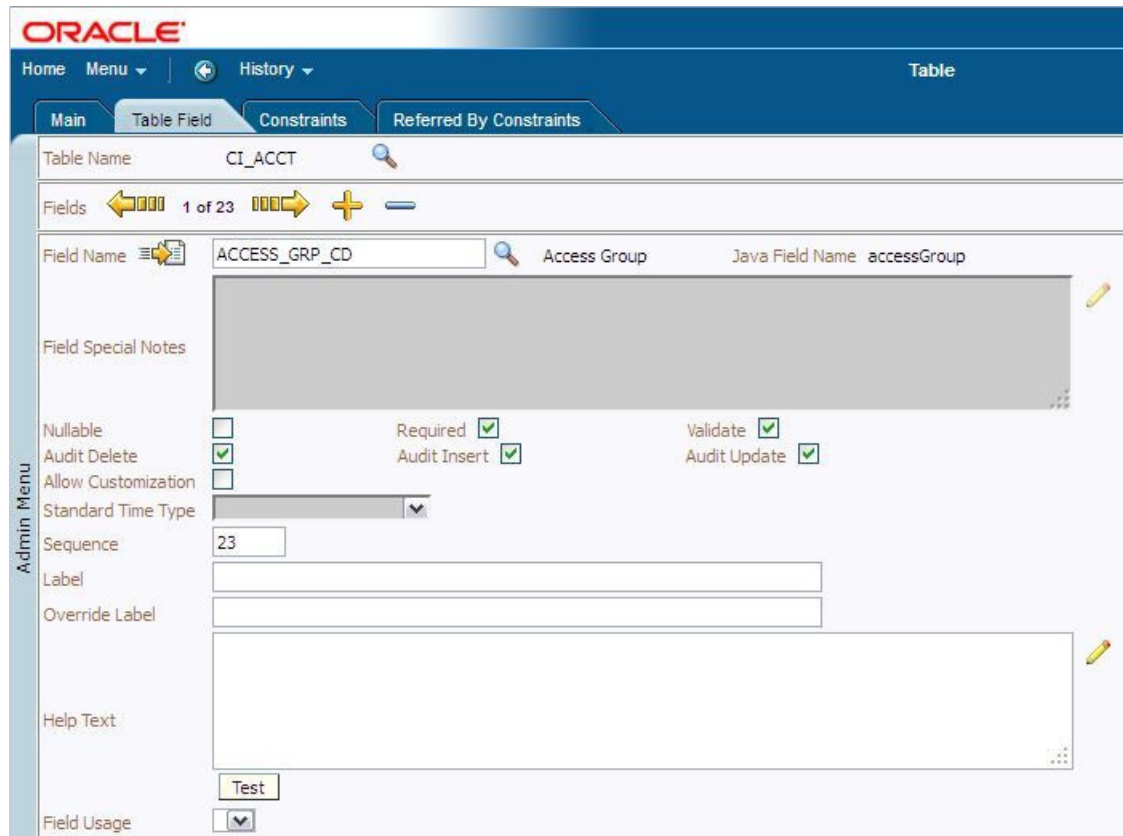 ORACLE'
Home Menu History Table
Main Table Field Constraints Referred By Constraints
Table Name CI_ACCT
Fields 1 of 23
Field Name ACCESS_GRP_CD Access Group Java Field Name accessGroup
Field Special Notes
Nullable Required Validate
Audit Delete Audit Insert Audit Update
Allow Customization
Standard Time Type
Sequence 23
Label
Override Label
Help Text
Test
Field Usage
Admin Menu